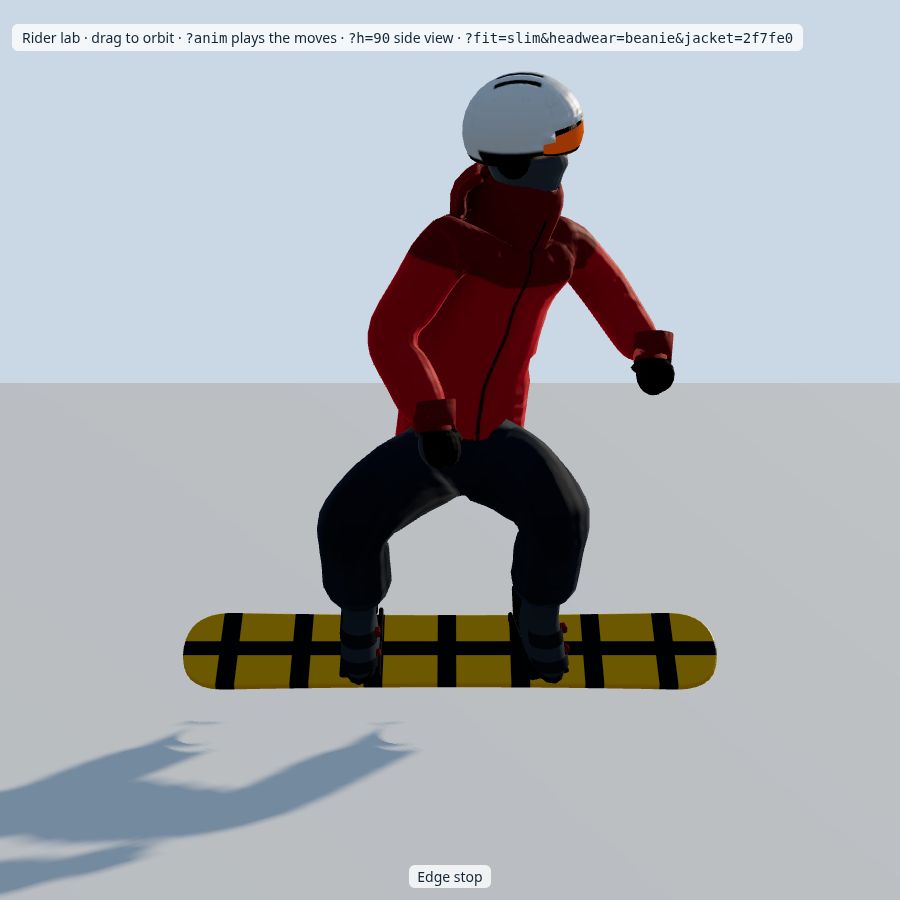 Rider lab · drag to orbit · ?anim plays the moves · ?h=90 side view · ?fit=slim&headwear=beanie&jacket=2f7fe0
Edge stop